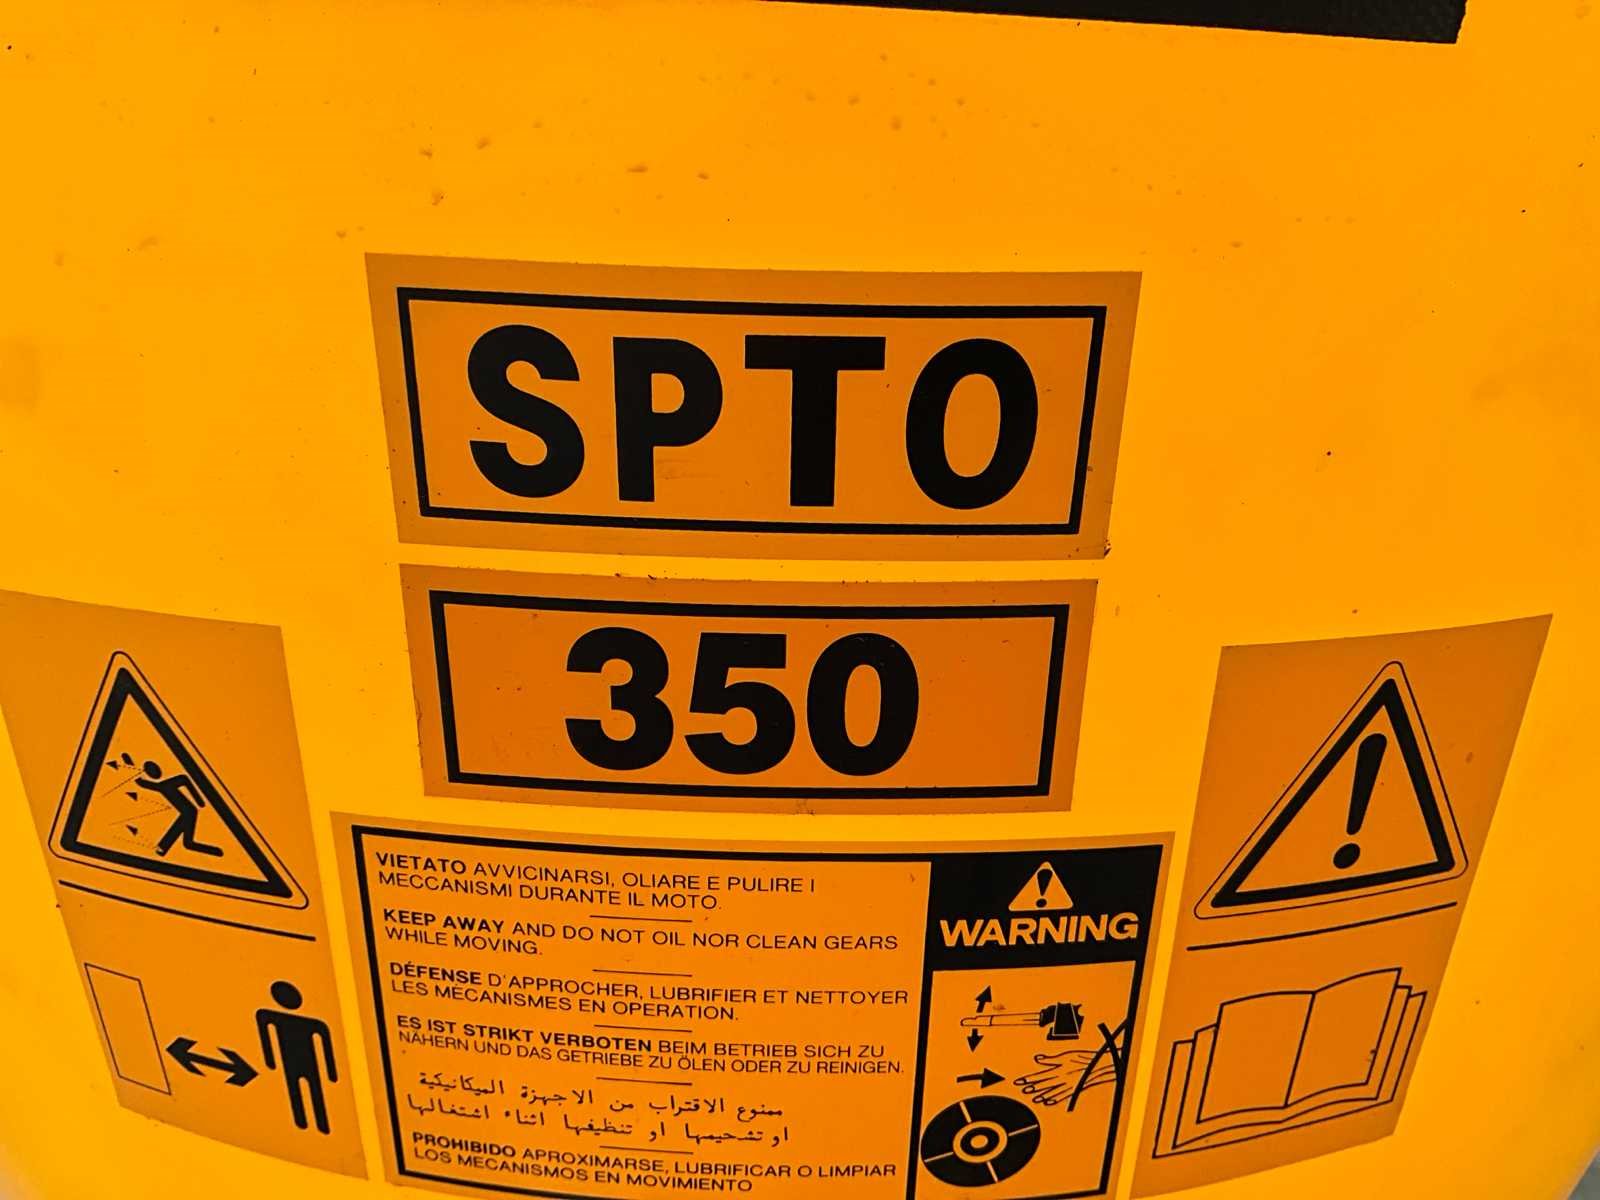 SPTO
350
VIETATO AVVICINARSI, OLIARE E PULIRE I
MECCANISMI DURANTE IL MOTO.
KEEP AWAY AND DO NOT OIL NOR CLEAN GEARS
WHILE MOVING.
DÉFENSE D'APPROCHER, LUBRIFIER ET NETTOYER
LES MÉCANISMES EN OPERATION.
ES IST STRIKT VERBOTEN BEIM BETRIEB SICH ZU
NÄHERN UND DAS GETRIEBE ZU ÖLEN ODER ZU REINIGEN.
ممنوع الاقتراب من الاجهزة الميكانيكية
او تشحيمها او تنظيفها اثناء اشتغالها
PROHIBIDO APROXIMARSE, LUBRIFICAR O LIMPIAR
LOS MECANISMOS EN MOVIMIENTO
WARNING